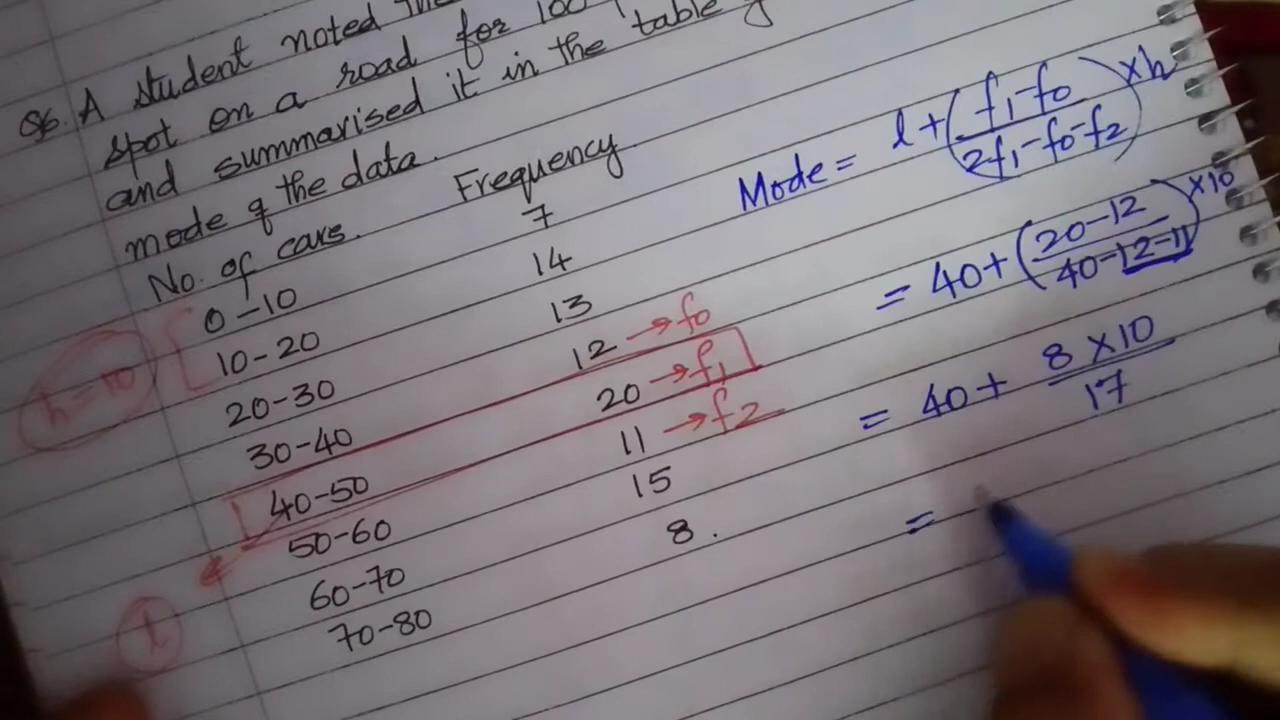 Q6. A student noted the
spot on a road for 100
and summarised it in the table
mode of the data.
No. of cars. Frequency
0-10 7
10-20 14
20-30 13
30-40 12 → f0
40-50 20 → f1
50-60 11 → f2
60-70 15
70-80 8.
h=10
l
Mode = l + (f1-f0 / 2f1-f0-f2) × h
= 40 + (20-12 / 40-12-11) × 10
= 40 + 8×10 / 17
=